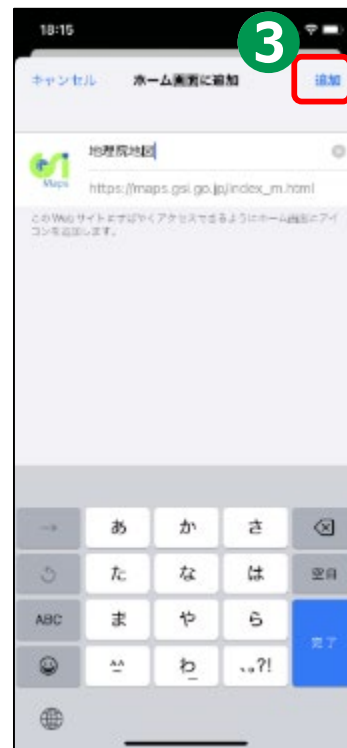 18:15
3
キャンセル ホーム画面に追加 追加
地理院地図
Maps
https://maps.gsi.go.jp/index_m.html
このWebサイトにすばやくアクセスできるようにホーム画面にアイ
コンを追加します。
→ あ か さ
た な は 空白
ABC ま や ら
^^ わ_ 、。?!
完了